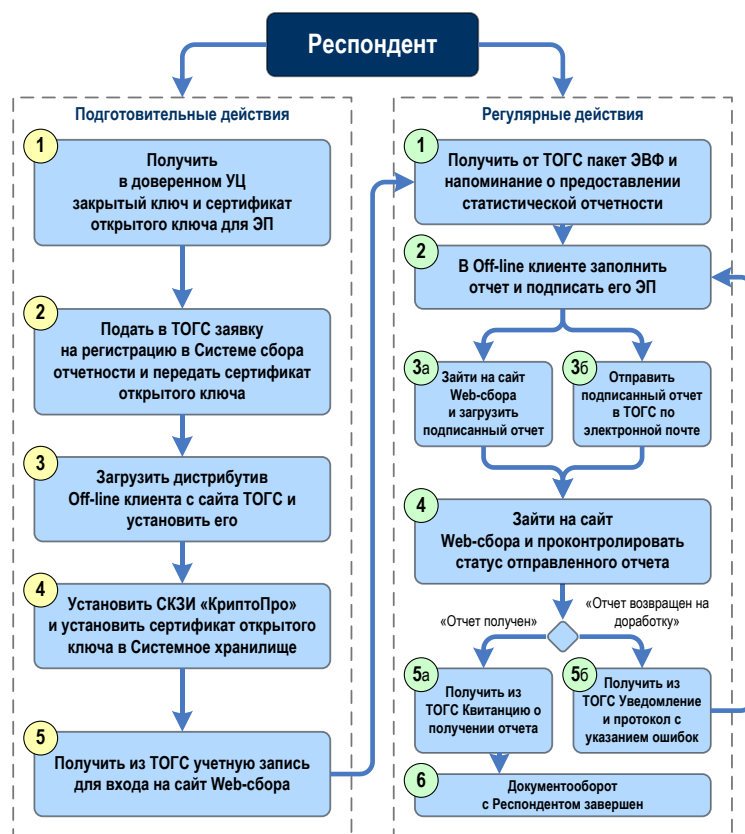 Респондент
Подготовительные действия
1
Получить
в доверенном УЦ
закрытый ключ и сертификат
открытого ключа для ЭП
2
Подать в ТОГС заявку
на регистрацию в Системе сбора
отчетности и передать сертификат
открытого ключа
3
Загрузить дистрибутив
Off-line клиента с сайта ТОГС и
установить его
4
Установить СКЗИ «КриптоПро»
и установить сертификат открытого
ключа в Системное хранилище
5
Получить из ТОГС учетную запись
для входа на сайт Web-сбора
Регулярные действия
1
Получить от ТОГС пакет ЭВФ и
напоминание о предоставлении
статистической отчетности
2
В Off-line клиенте заполнить
отчет и подписать его ЭП
3а
Зайти на сайт
Web-сбора
и загрузить
подписанный отчет
3б
Отправить
подписанный отчет
в ТОГС по
электронной почте
4
Зайти на сайт
Web-сбора и проконтролировать
статус отправленного отчета
«Отчет получен»
«Отчет возвращен на
доработку»
5а
Получить из
ТОГС Квитанцию о
получении отчета
5б
Получить из
ТОГС Уведомление
и протокол с
указанием ошибок
6
Документооборот
с Респондентом завершен